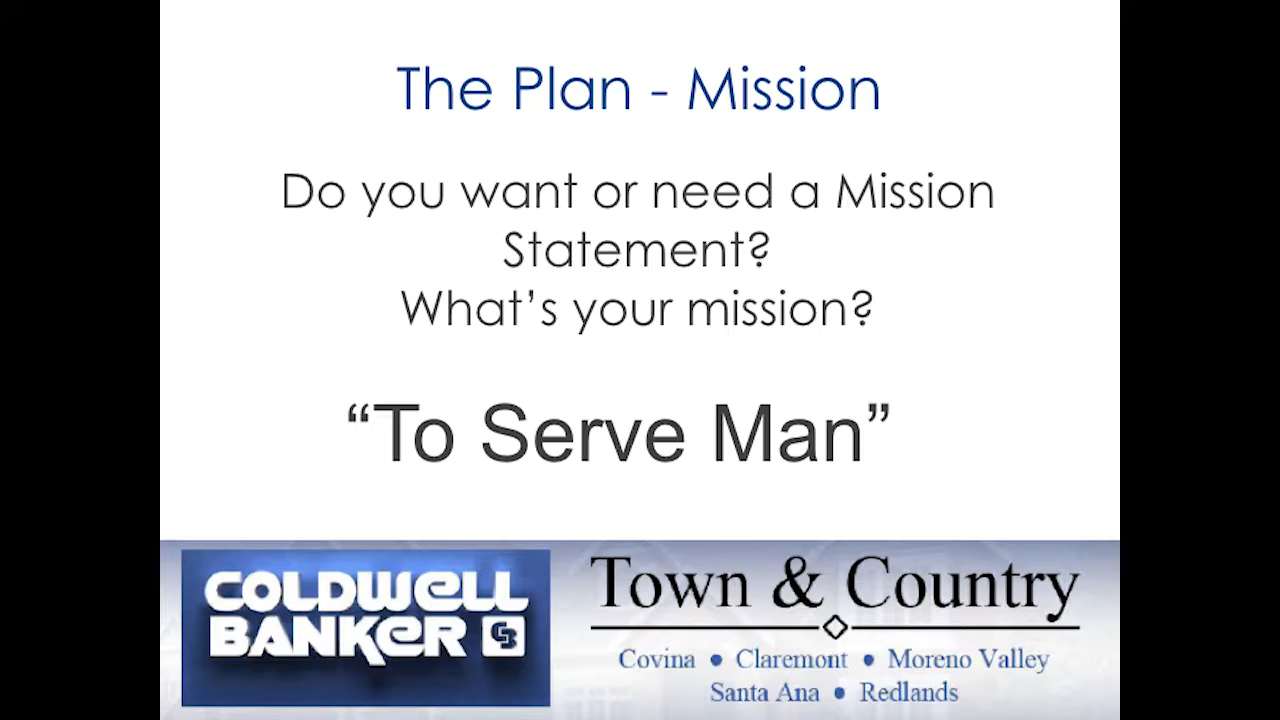 The Plan - Mission
Do you want or need a Mission
Statement?
What’s your mission?
“To Serve Man”
COLDWELL
BANKER CB
Town & Country
Covina • Claremont • Moreno Valley
Santa Ana • Redlands